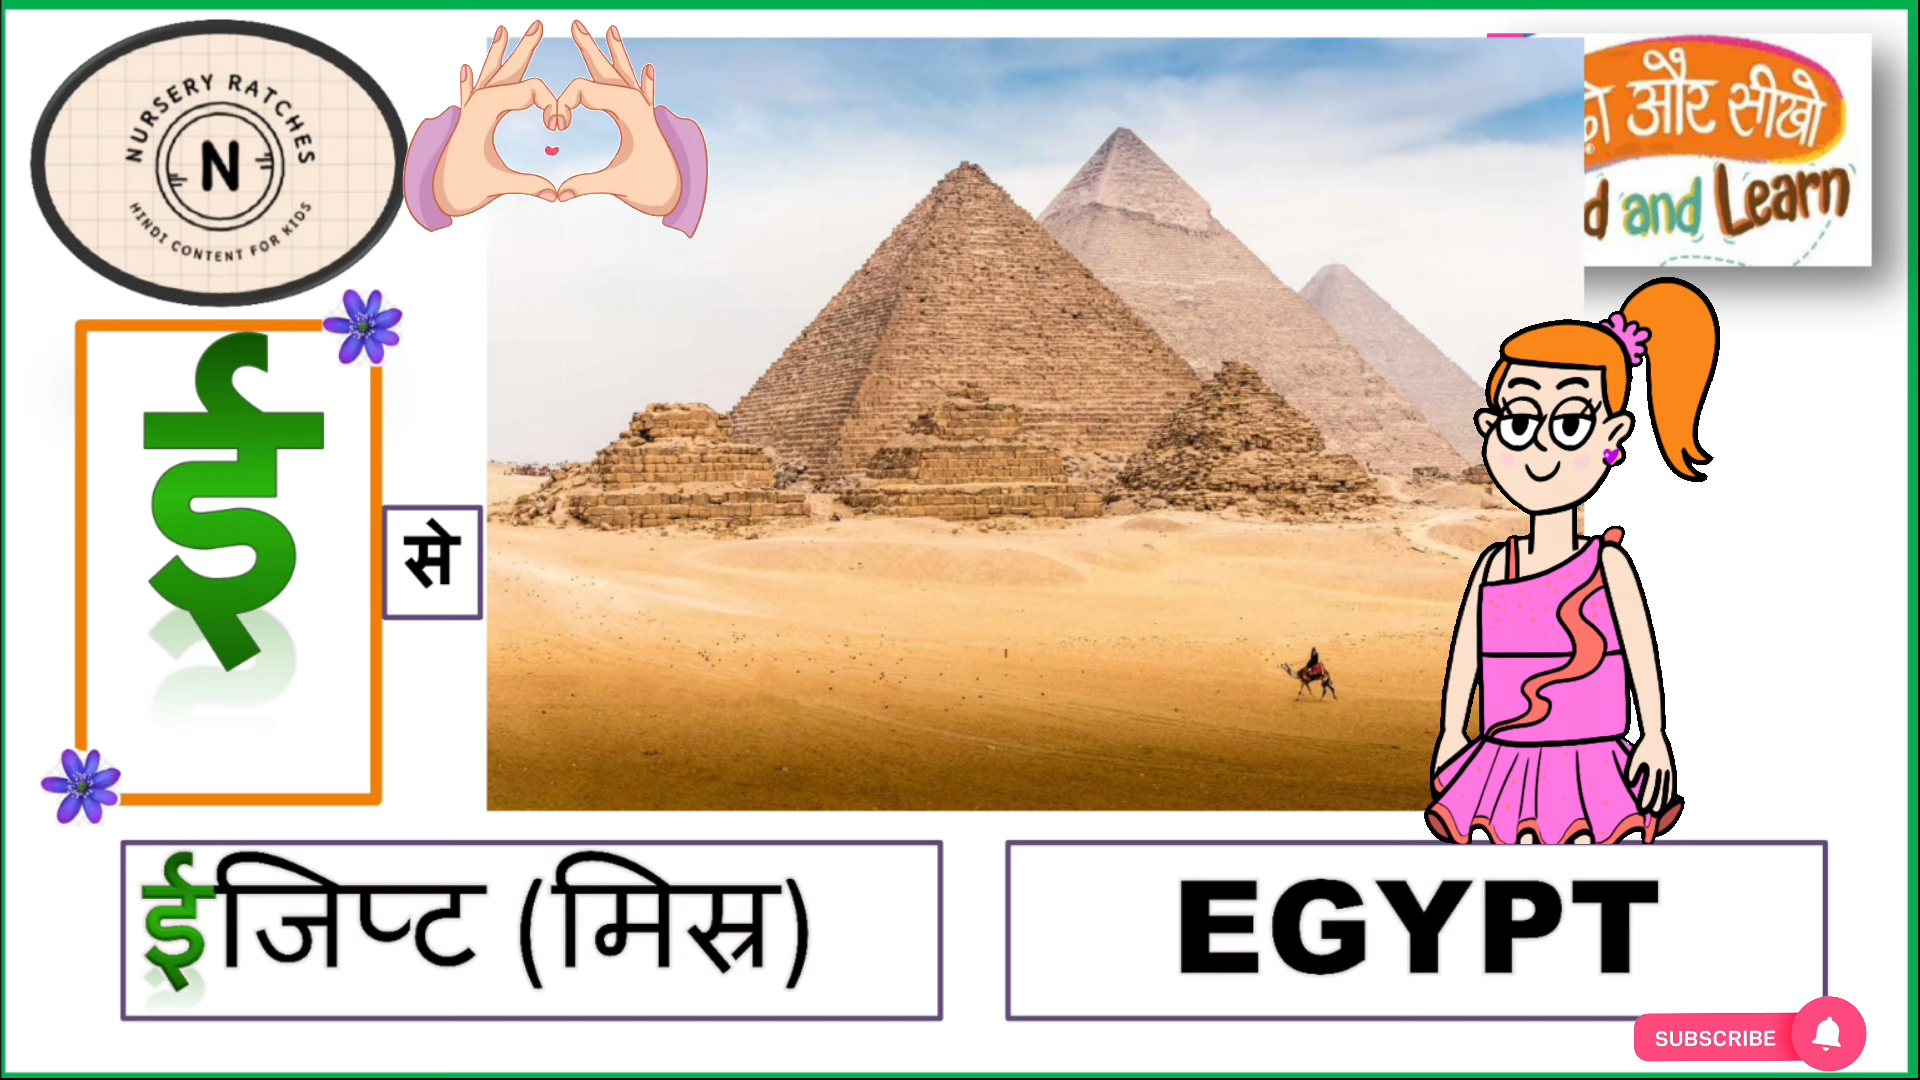 NURSERY RATCHES
N
HINDI CONTENT FOR KIDS
और सीखो
and Learn
ई
से
ईजिप्ट (मिस्र)
EGYPT
SUBSCRIBE